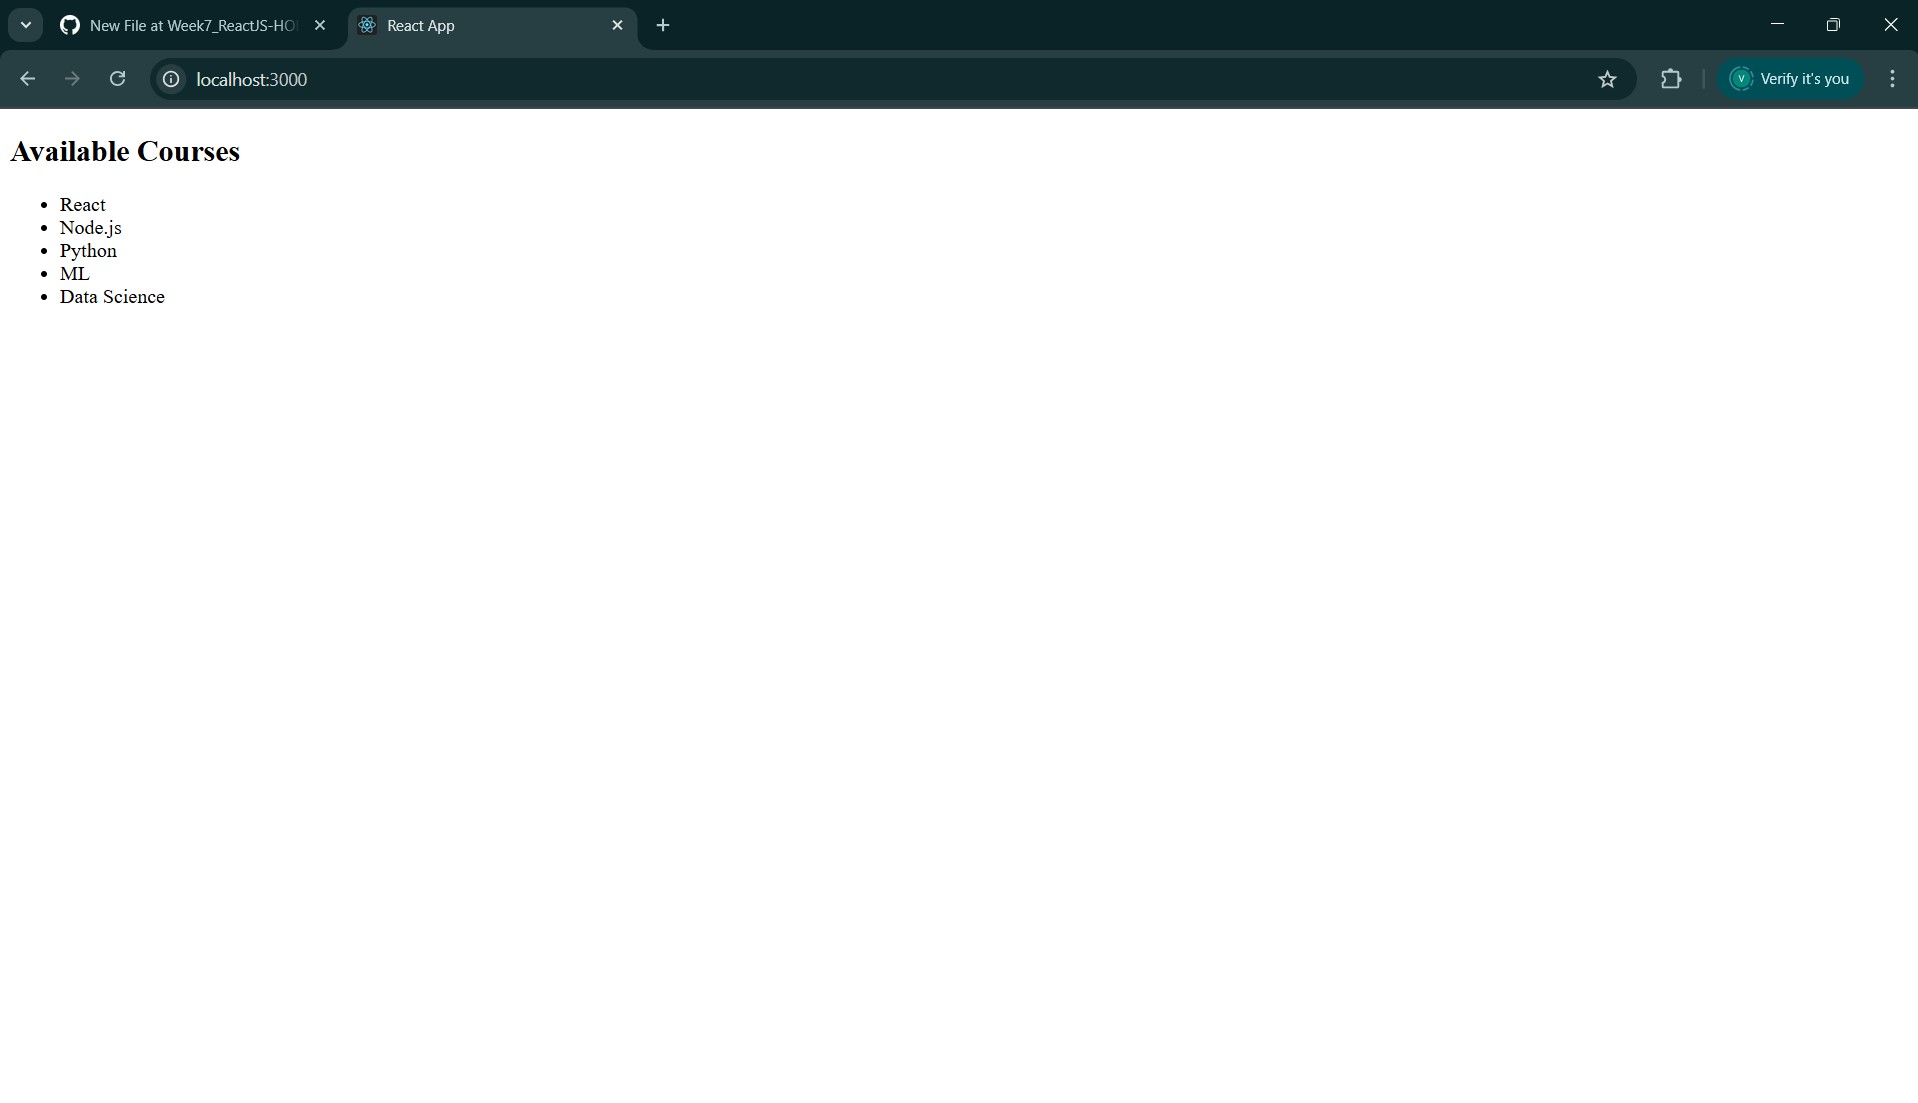 New File at Week7_ReactJS-HO
React App
localhost:3000
V
Verify it's you
Available Courses
• React
• Node.js
• Python
• ML
• Data Science